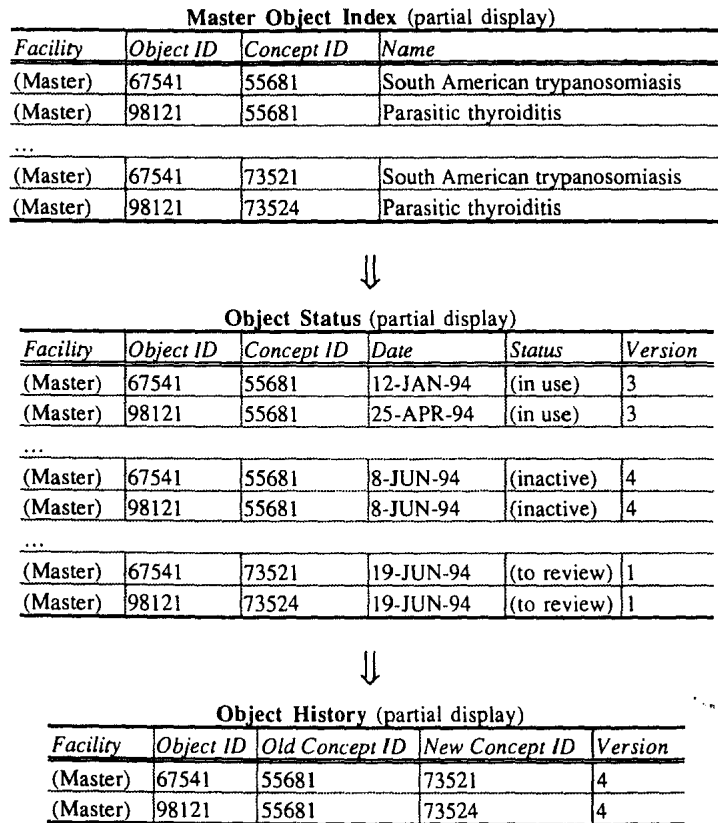 Master Object Index (partial display)
Facility Object ID Concept ID Name
(Master) 67541 55681 South American trypanosomiasis
(Master) 98121 55681 Parasitic thyroiditis
...
(Master) 67541 73521 South American trypanosomiasis
(Master) 98121 73524 Parasitic thyroiditis
⇓
Object Status (partial display)
Facility Object ID Concept ID Date Status Version
(Master) 67541 55681 12-JAN-94 (in use) 3
(Master) 98121 55681 25-APR-94 (in use) 3
...
(Master) 67541 55681 8-JUN-94 (inactive) 4
(Master) 98121 55681 8-JUN-94 (inactive) 4
...
(Master) 67541 73521 19-JUN-94 (to review) 1
(Master) 98121 73524 19-JUN-94 (to review) 1
⇓
Object History (partial display)
Facility Object ID Old Concept ID New Concept ID Version
(Master) 67541 55681 73521 4
(Master) 98121 55681 73524 4